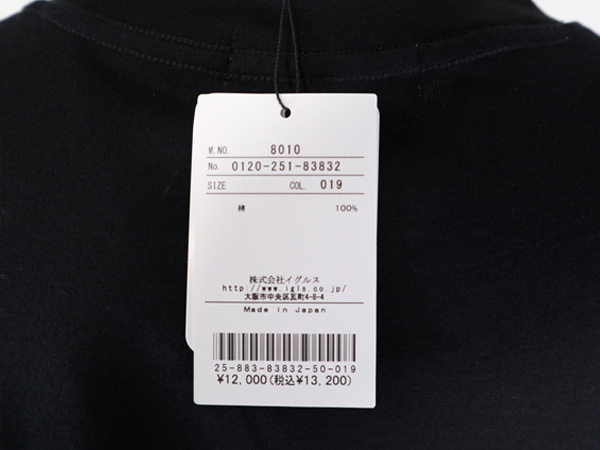 M.NO. 8010
No. 0120-251-83832
SIZE COL. 019
綿 100%
株式会社イグルス
http://www.igls.co.jp/
大阪市中央区瓦町4-8-4
Made in Japan
25-883-83832-50-019
¥12,000(税込¥13,200)